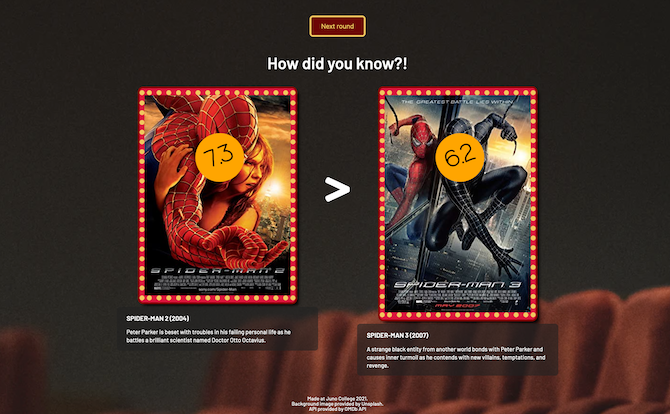 Next round
How did you know?!
7.3
SPIDER-MAN 2
>
THE GREATEST BATTLE LIES WITHIN
6.2
SPIDER-MAN 3
MAY 2007
SPIDER-MAN 2 (2004)
Peter Parker is beset with troubles in his failing personal life as he
battles a brilliant scientist named Doctor Otto Octavius.
SPIDER-MAN 3 (2007)
A strange black entity from another world bonds with Peter Parker and
causes inner turmoil as he contends with new villains, temptations, and
revenge.
Made at Juno College 2021.
Background image provided by Unsplash.
API provided by OMDb API